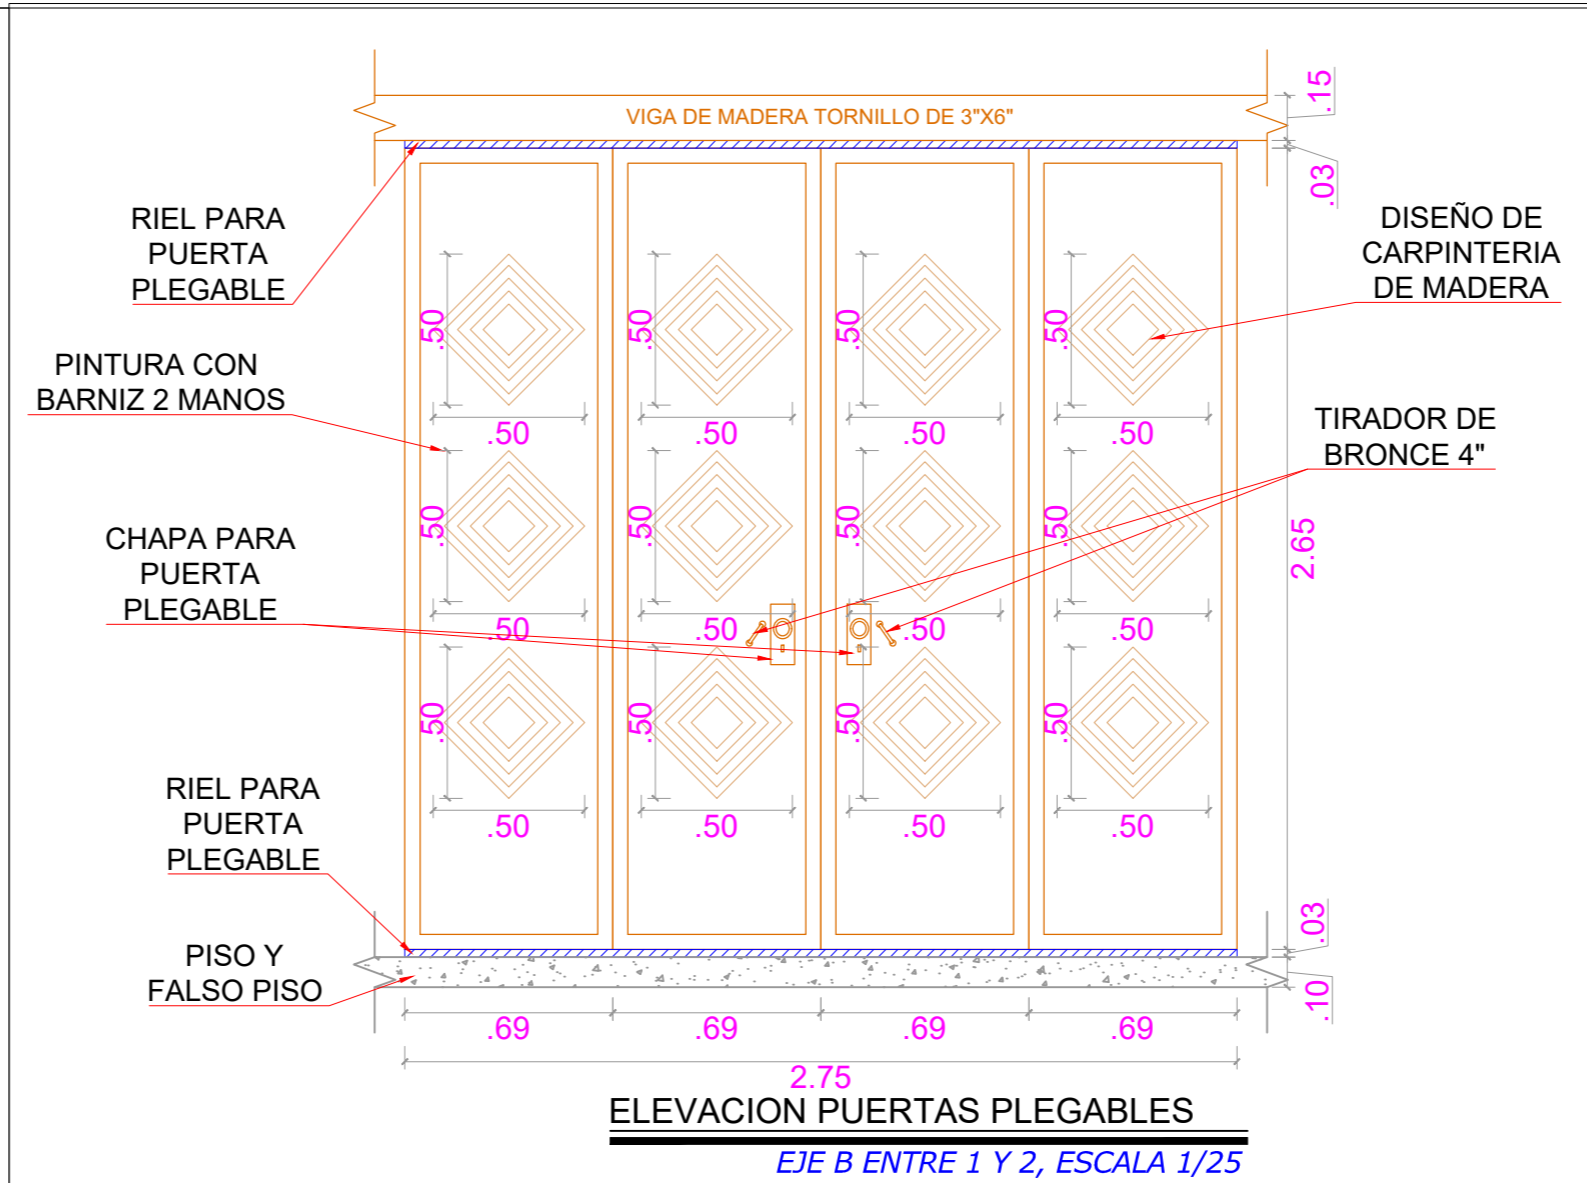 .15
VIGA DE MADERA TORNILLO DE 3"X6"
.03
RIEL PARA
PUERTA
PLEGABLE
DISEÑO DE
CARPINTERIA
DE MADERA
.50 .50 .50 .50
PINTURA CON
BARNIZ 2 MANOS
.50 .50 .50 .50
TIRADOR DE
BRONCE 4"
.50 .50 .50 .50
2.65
CHAPA PARA
PUERTA
PLEGABLE
.50 .50 .50 .50
.50 .50 .50 .50
RIEL PARA
PUERTA
PLEGABLE
.50 .50 .50 .50
.03
PISO Y
FALSO PISO
.10
.69 .69 .69 .69
2.75
ELEVACION PUERTAS PLEGABLES
EJE B ENTRE 1 Y 2, ESCALA 1/25